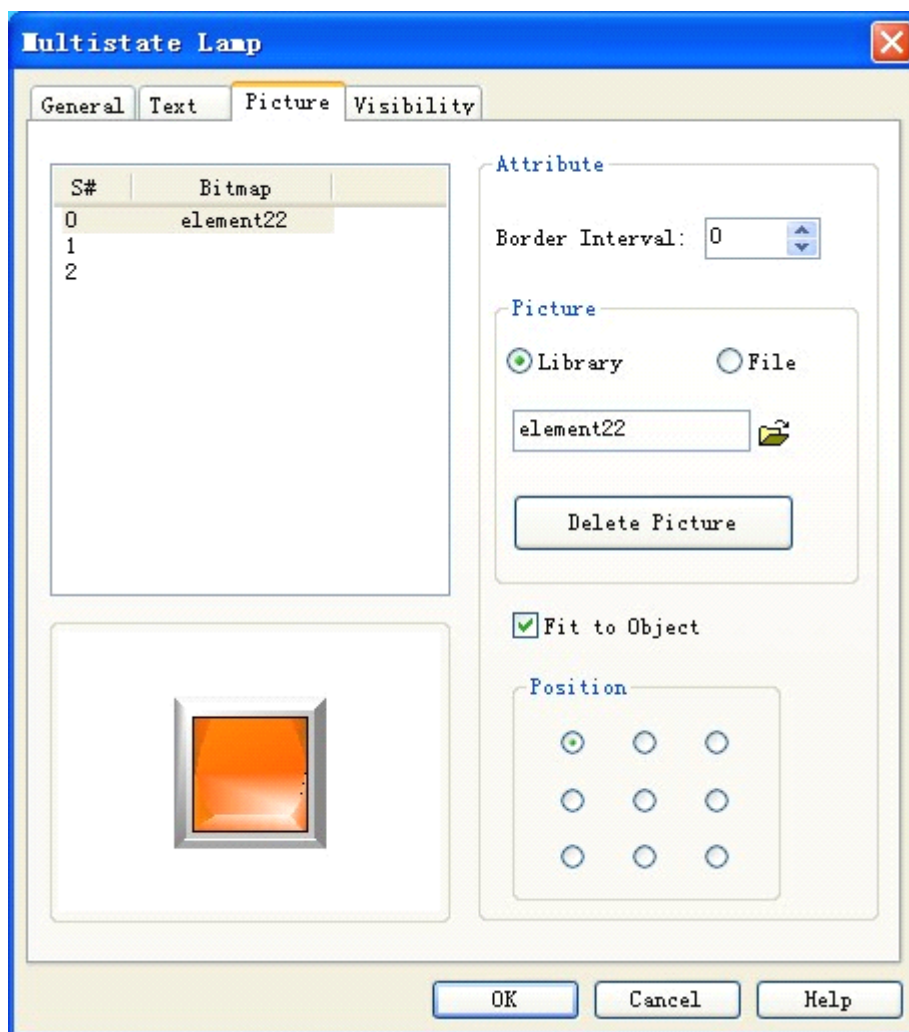 Multistate Lamp
General Text Picture Visibility
S# Bitmap
0 element22
1
2
Attribute
Border Interval: 0
Picture
Library File
element22
Delete Picture
Fit to Object
Position
OK Cancel Help